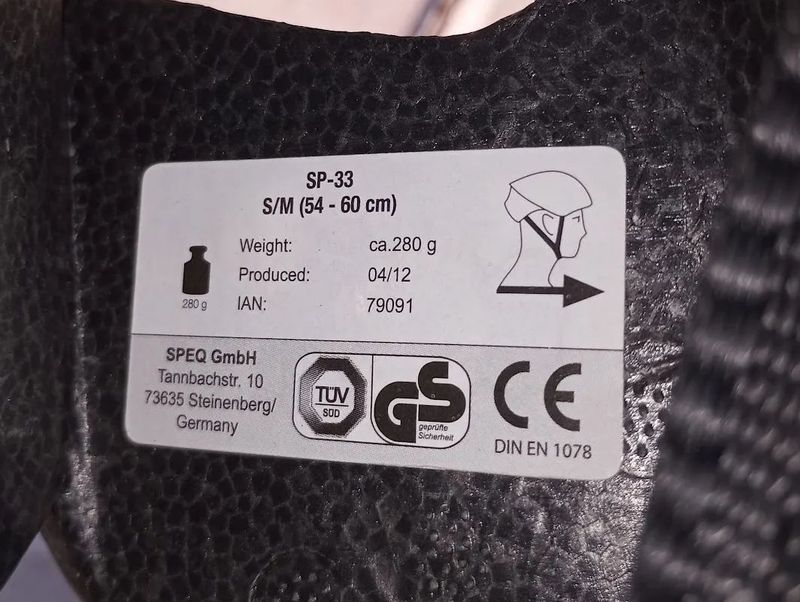 SP-33
S/M (54 - 60 cm)
Weight: ca.280 g
Produced: 04/12
IAN: 79091
280 g
SPEQ GmbH
Tannbachstr. 10
73635 Steinenberg/
Germany
TÜV
SÜD
GS
geprüfte
Sicherheit
CE
DIN EN 1078